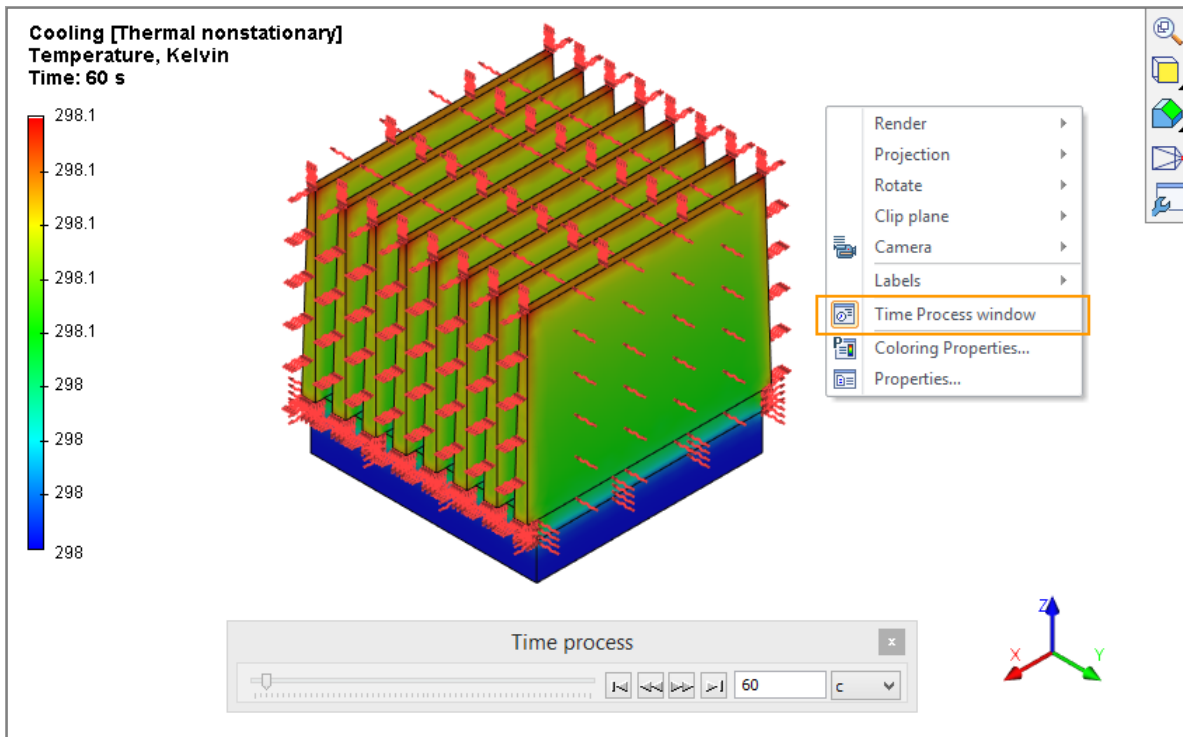 Cooling [Thermal nonstationary]
Temperature, Kelvin
Time: 60 s
298.1
298.1
298.1
298.1
298.1
298
298
298
298
Render
Projection
Rotate
Clip plane
Camera
Labels
Time Process window
Coloring Properties...
Properties...
Time process
60
c
Z
X
Y